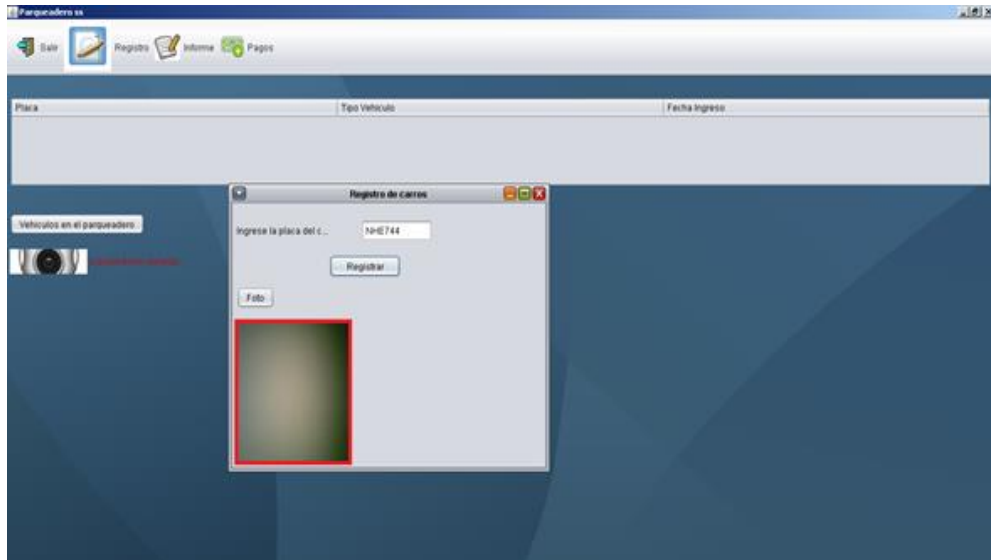 Parqueadero ss
Salir Registro Informe Pagos
Placa Tipo Vehiculo Fecha Ingreso
Registro de carros
Vehiculos en el parqueadero
Ingrese la placa del c... NHE744
Registrar
Foto